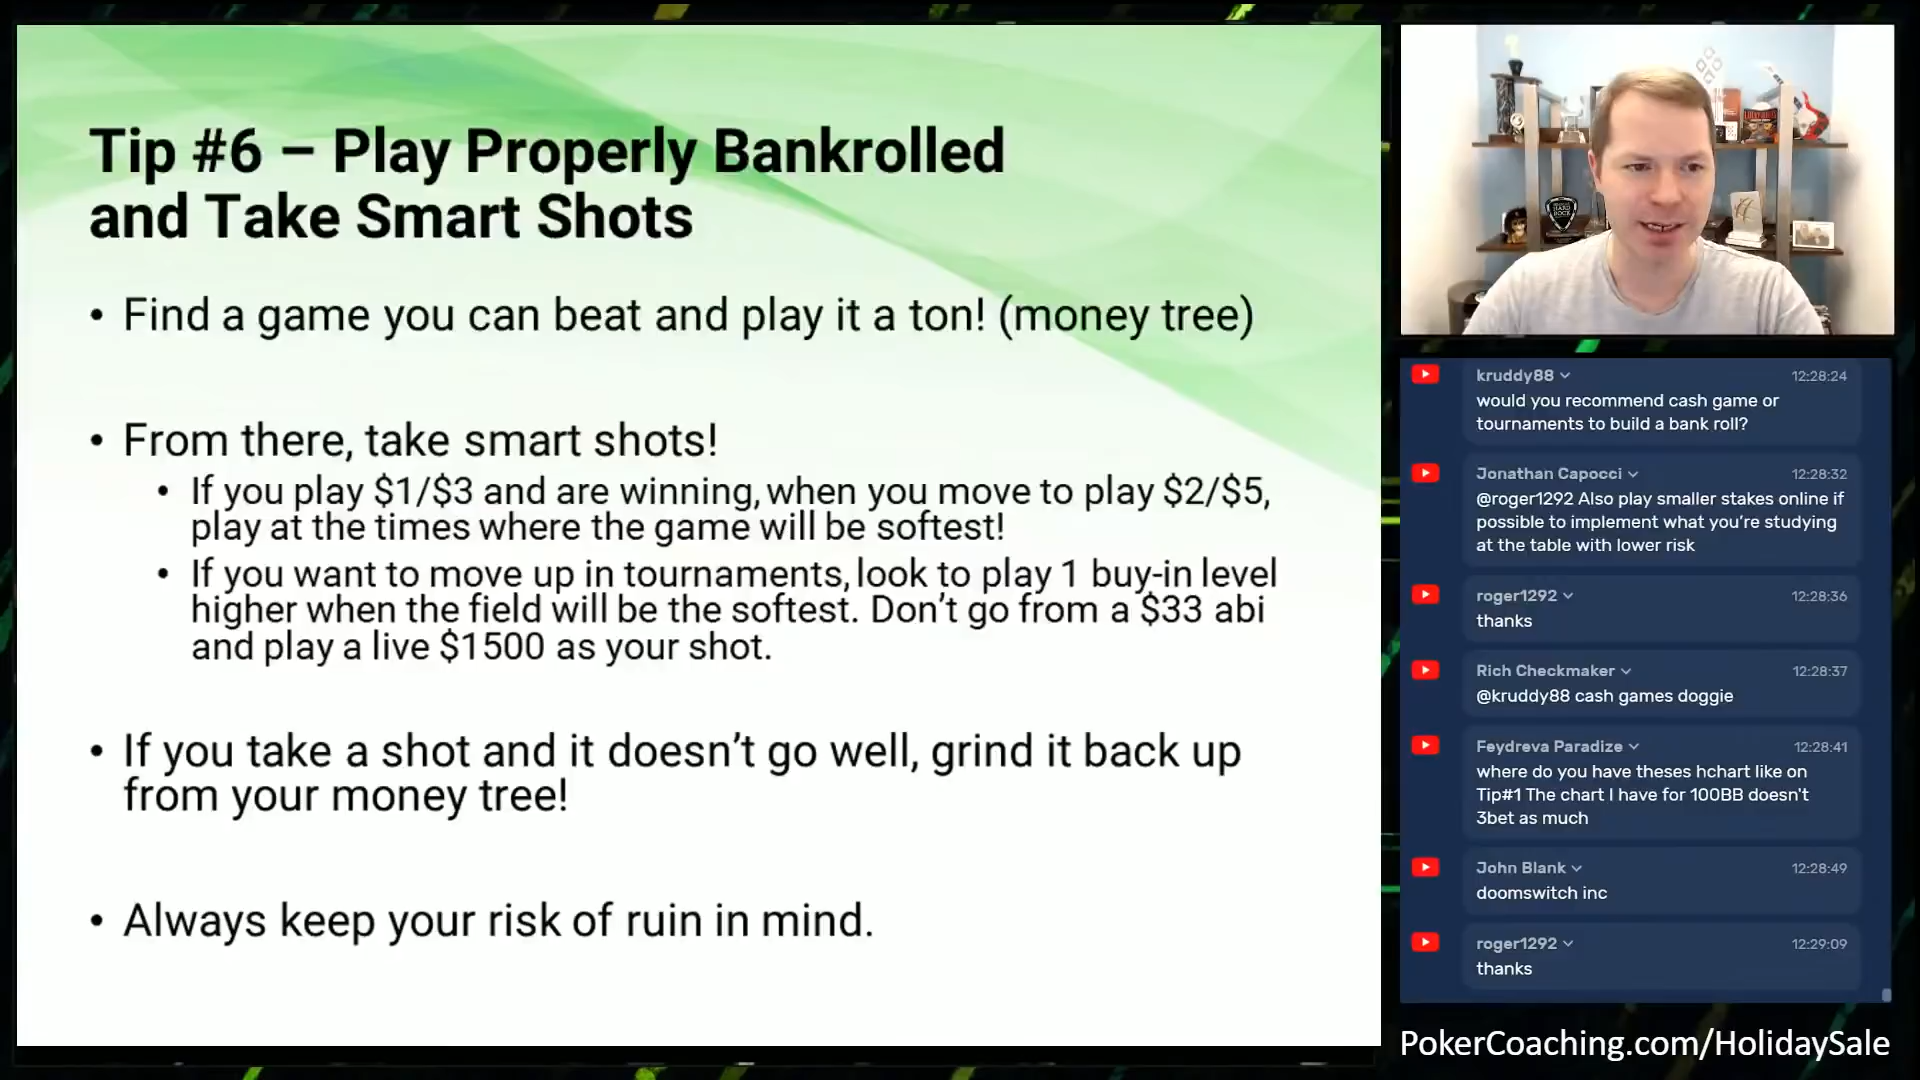 Tip #6 – Play Properly Bankrolled
and Take Smart Shots
• Find a game you can beat and play it a ton! (money tree)
• From there, take smart shots!
• If you play $1/$3 and are winning, when you move to play $2/$5,
play at the times where the game will be softest!
• If you want to move up in tournaments, look to play 1 buy-in level
higher when the field will be the softest. Don’t go from a $33 abi
and play a live $1500 as your shot.
• If you take a shot and it doesn’t go well, grind it back up
from your money tree!
• Always keep your risk of ruin in mind.
HARD
ROCK
kruddy88 12:28:24
would you recommend cash game or
tournaments to build a bank roll?
Jonathan Capocci 12:28:32
@roger1292 Also play smaller stakes online if
possible to implement what you’re studying
at the table with lower risk
roger1292 12:28:36
thanks
Rich Checkmaker 12:28:37
@kruddy88 cash games doggie
Feydreva Paradize 12:28:41
where do you have theses hchart like on
Tip#1 The chart I have for 100BB doesn't
3bet as much
John Blank 12:28:49
doomswitch inc
roger1292 12:29:09
thanks
PokerCoaching.com/HolidaySale